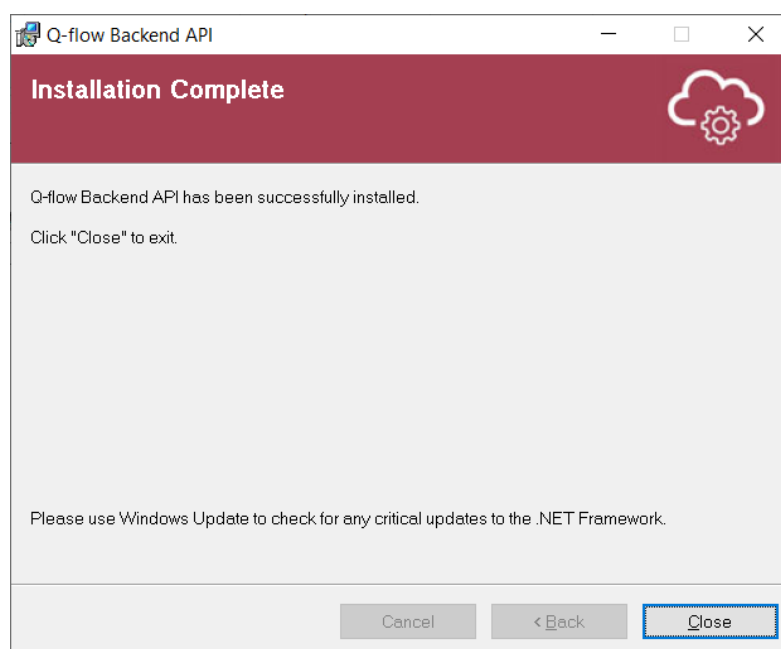 Q-flow Backend API
Installation Complete
Q-flow Backend API has been successfully installed.
Click "Close" to exit.
Please use Windows Update to check for any critical updates to the .NET Framework.
Cancel
< Back
Close